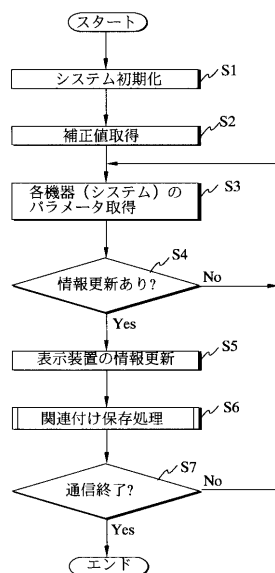 スタート
システム初期化
S1
補正値取得
S2
各機器（システム）の
パラメータ取得
S3
S4
情報更新あり?
No
Yes
表示装置の情報更新
S5
関連付け保存処理
S6
S7
通信終了?
No
Yes
エンド